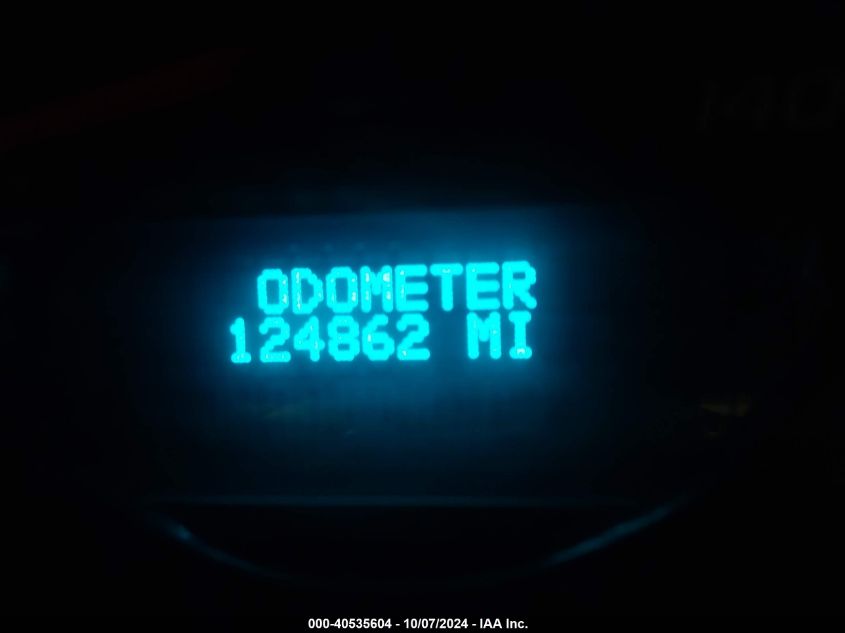 ODOMETER
124862 MI
000-40535604 - 10/07/2024 - IAA Inc.